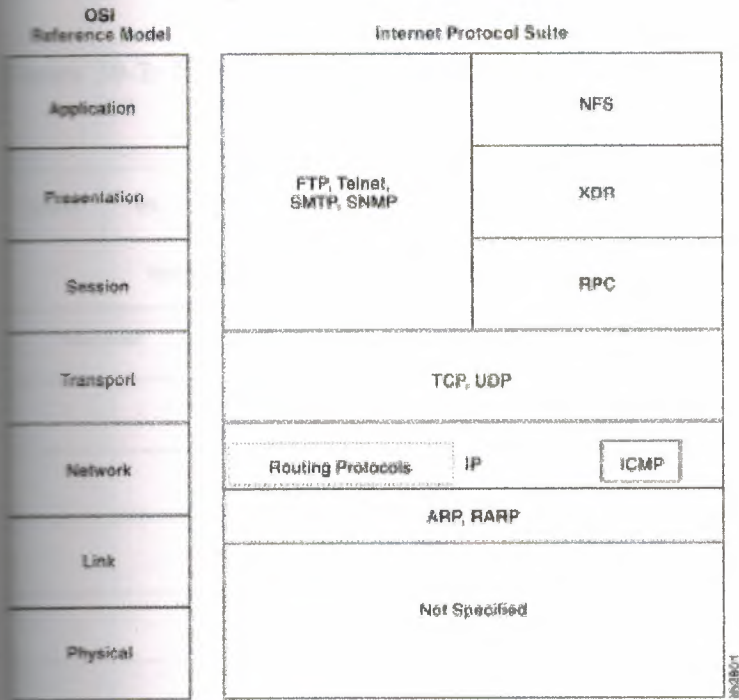 OSI
Reference Model
Internet Protocol Suite
Application
NFS
FTP, Telnet,
SMTP, SNMP
Presentation
XDR
Session
RPC
Transport
TCP, UDP
Network
Routing Protocols
IP
ICMP
ARP, RARP
Link
Not Specified
Physical